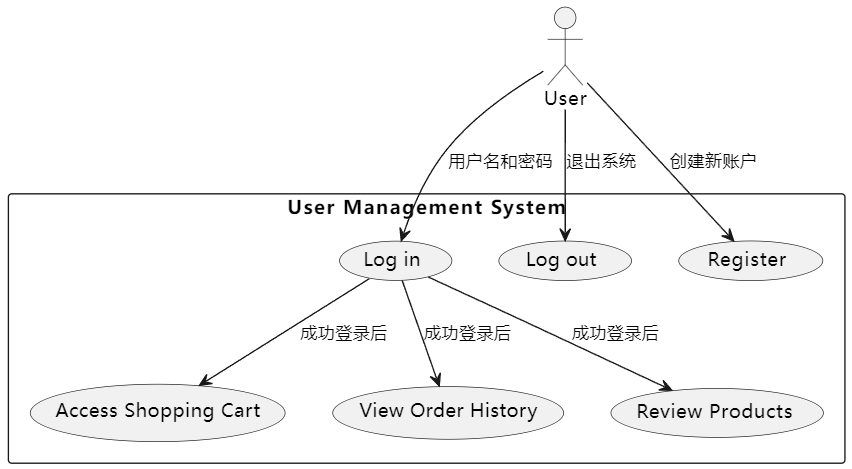 User
用户名和密码
退出系统
创建新账户
User Management System
Log in
Log out
Register
成功登录后
成功登录后
成功登录后
Access Shopping Cart
View Order History
Review Products